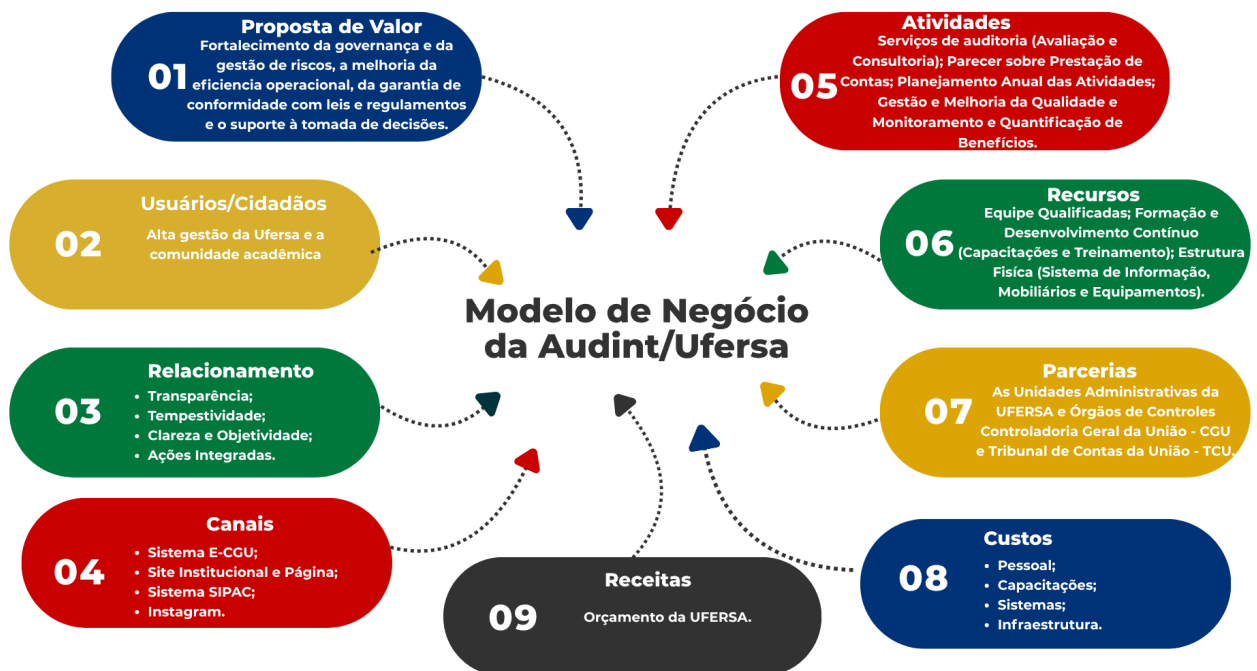 Proposta de Valor
01
Fortalecimento da governança e da
gestão de riscos, a melhoria da
eficiencia operacional, da garantia de
conformidade com leis e regulamentos
e o suporte à tomada de decisões.
Usuários/Cidadãos
02
Alta gestão da Ufersa e a
comunidade acadêmica
Relacionamento
03
• Transparência;
• Tempestividade;
• Clareza e Objetividade;
• Ações Integradas.
Canais
04
• Sistema E-CGU;
• Site Institucional e Página;
• Sistema SIPAC;
• Instagram.
Modelo de Negócio
da Audint/Ufersa
Atividades
05
Serviços de auditoria (Avaliação e
Consultoria); Parecer sobre Prestação de
Contas; Planejamento Anual das Atividades;
Gestão e Melhoria da Qualidade e
Monitoramento e Quantificação de
Benefícios.
Recursos
06
Equipe Qualificadas; Formação e
Desenvolvimento Contínuo
(Capacitações e Treinamento); Estrutura
Fisíca (Sistema de Informação,
Mobiliários e Equipamentos).
Parcerias
07
As Unidades Administrativas da
UFERSA e Órgãos de Controles
Controladoria Geral da União - CGU
e Tribunal de Contas da União - TCU.
Custos
08
• Pessoal;
• Capacitações;
• Sistemas;
• Infraestrutura.
Receitas
09
Orçamento da UFERSA.